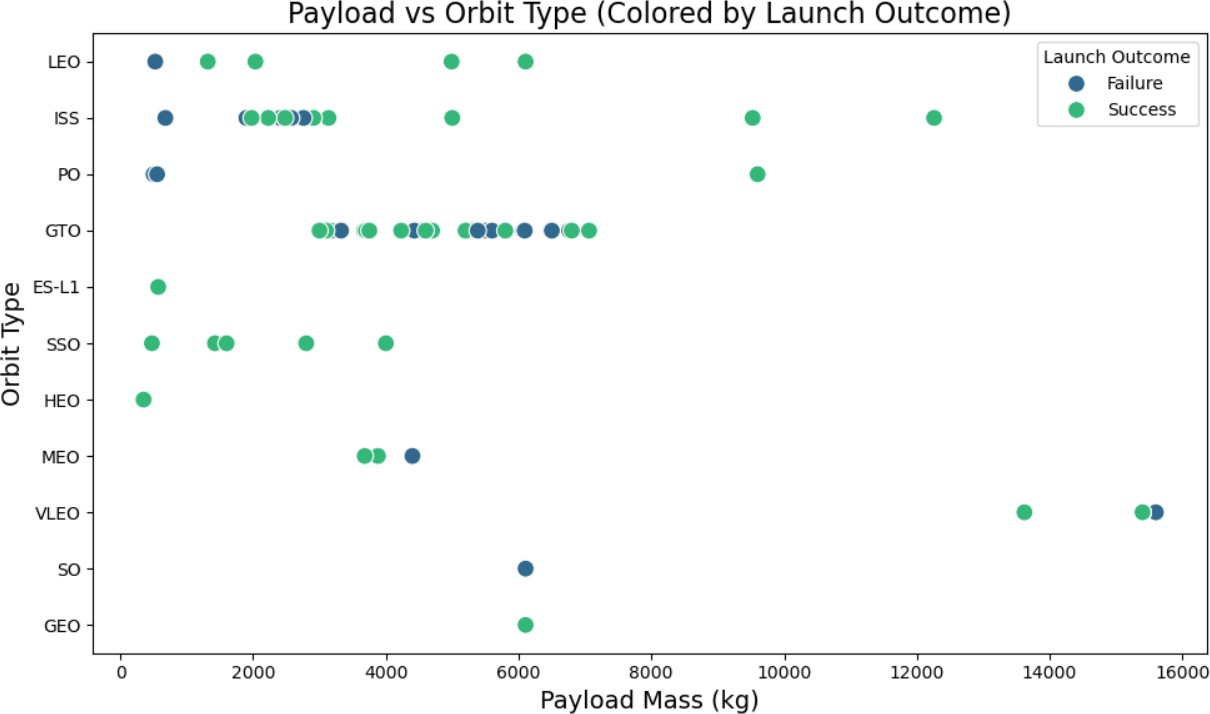 Payload vs Orbit Type (Colored by Launch Outcome)
Launch Outcome
Failure
Success
Orbit Type
LEO
ISS
PO
GTO
ES-L1
SSO
HEO
MEO
VLEO
SO
GEO
0 2000 4000 6000 8000 10000 12000 14000 16000
Payload Mass (kg)